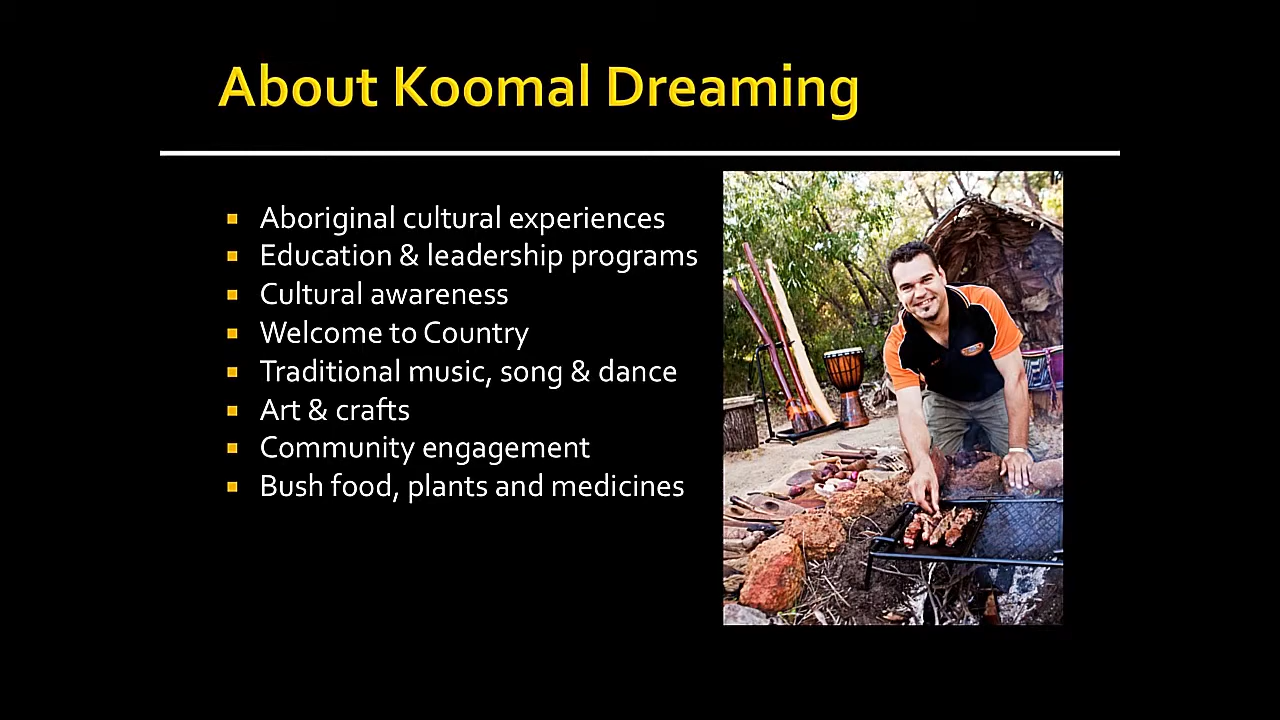 About Koomal Dreaming
Aboriginal cultural experiences
Education & leadership programs
Cultural awareness
Welcome to Country
Traditional music, song & dance
Art & crafts
Community engagement
Bush food, plants and medicines